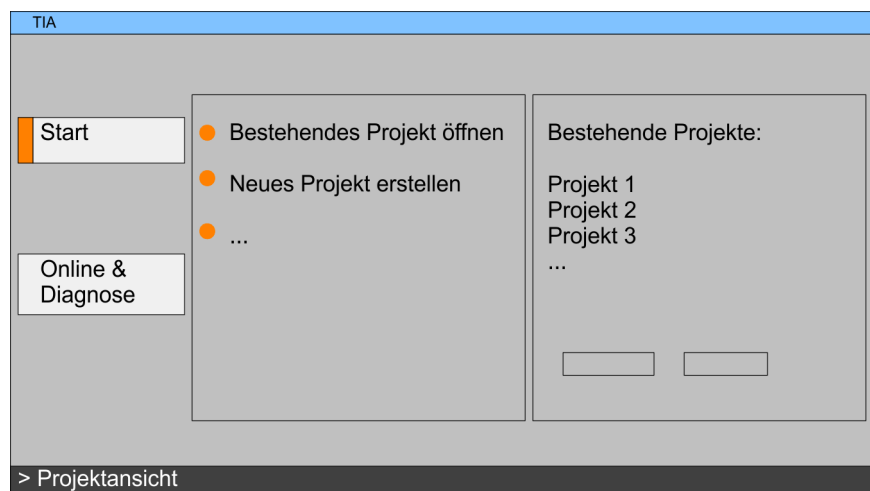 TIA
Start
Online &
Diagnose
Bestehendes Projekt öffnen
Neues Projekt erstellen
...
Bestehende Projekte:
Projekt 1
Projekt 2
Projekt 3
...
> Projektansicht